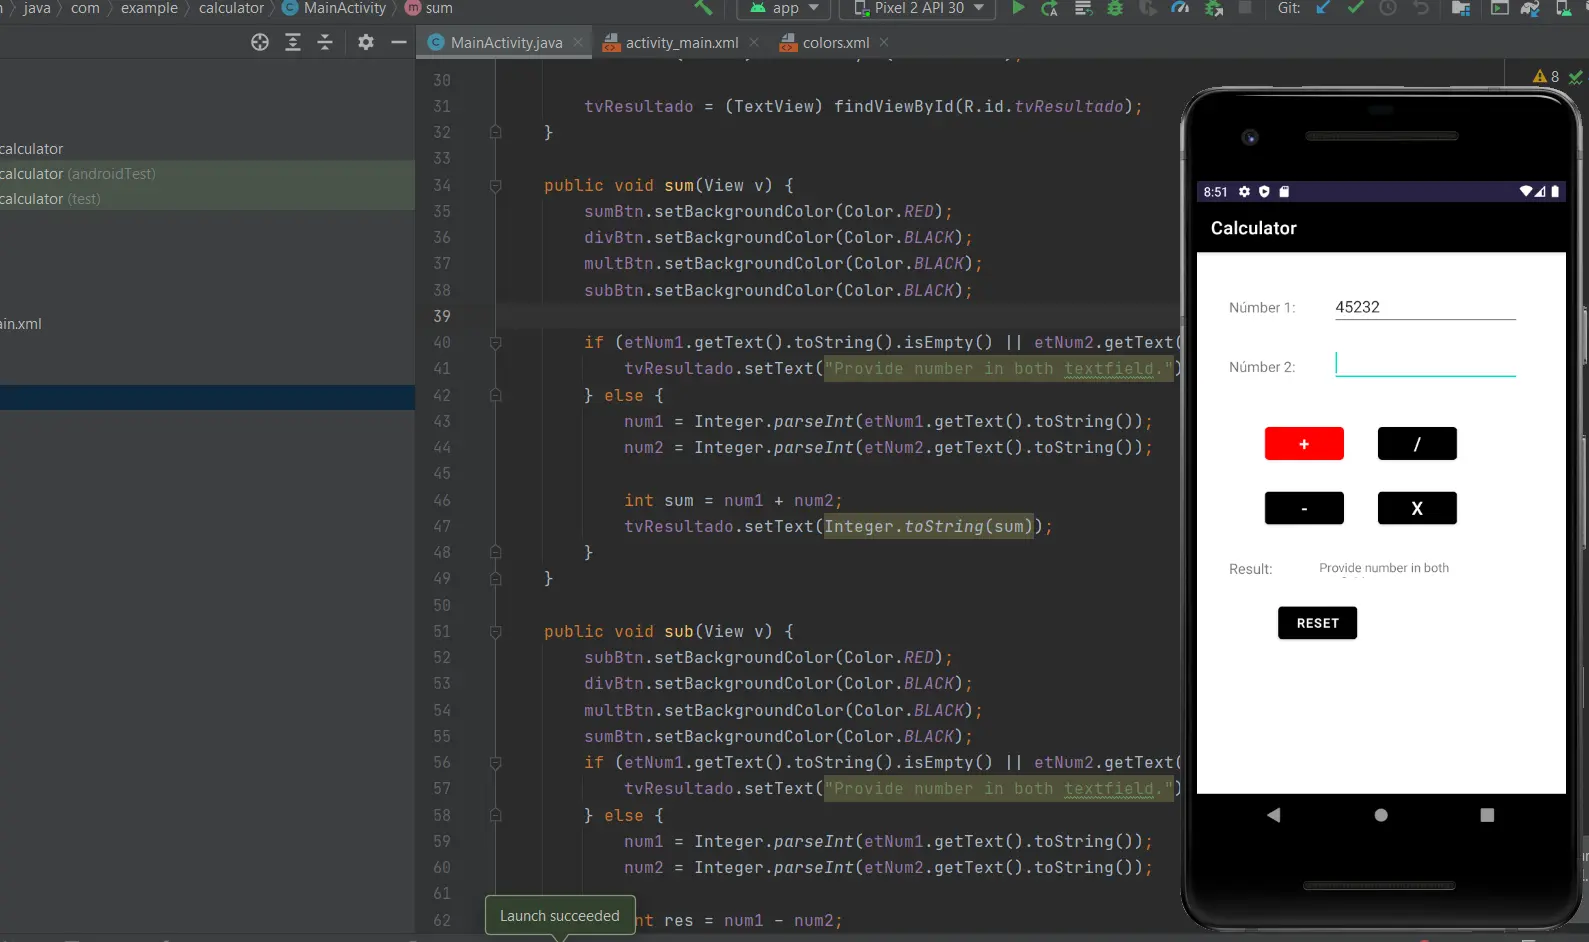 java com example calculator MainActivity sum
app Pixel 2 API 30 Git:
MainActivity.java activity_main.xml colors.xml
8
calculator
calculator (androidTest)
calculator (test)
ain.xml
30
31 tvResultado = (TextView) findViewById(R.id.tvResultado);
32 }
33
34 public void sum(View v) {
35 sumBtn.setBackgroundColor(Color.RED);
36 divBtn.setBackgroundColor(Color.BLACK);
37 multBtn.setBackgroundColor(Color.BLACK);
38 subBtn.setBackgroundColor(Color.BLACK);
39
40 if (etNum1.getText().toString().isEmpty() || etNum2.getText(
41 tvResultado.setText("Provide number in both textfield.")
42 } else {
43 num1 = Integer.parseInt(etNum1.getText().toString());
44 num2 = Integer.parseInt(etNum2.getText().toString());
45
46 int sum = num1 + num2;
47 tvResultado.setText(Integer.toString(sum));
48 }
49 }
50
51 public void sub(View v) {
52 subBtn.setBackgroundColor(Color.RED);
53 divBtn.setBackgroundColor(Color.BLACK);
54 multBtn.setBackgroundColor(Color.BLACK);
55 sumBtn.setBackgroundColor(Color.BLACK);
56 if (etNum1.getText().toString().isEmpty() || etNum2.getText(
57 tvResultado.setText("Provide number in both textfield.")
58 } else {
59 num1 = Integer.parseInt(etNum1.getText().toString());
60 num2 = Integer.parseInt(etNum2.getText().toString());
61
62 nt res = num1 - num2;
Launch succeeded
8:51
Calculator
Númber 1: 45232
Númber 2:
+ /
- X
Result: Provide number in both
RESET